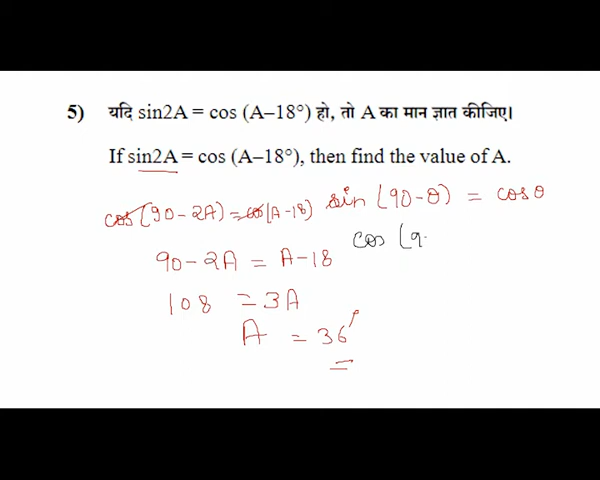 5) यदि sin2A = cos (A–18°) हो, तो A का मान ज्ञात कीजिए।
If sin2A = cos (A–18°), then find the value of A.
cos(90-2A)=cos(A-18) sin (90-θ) = cosθ
cos (9
90-2A = A-18
108 = 3A
A = 36°